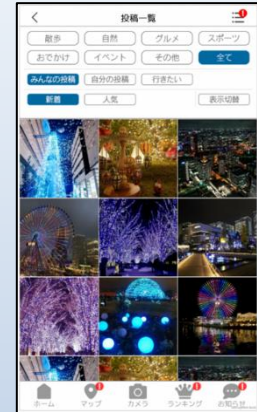 投稿一覧
散歩 自然 グルメ スポーツ
おでかけ イベント その他 全て
みんなの投稿 自分の投稿 行きたい
新着 人気 表示切替
ホーム マップ カメラ ランキング お知らせ